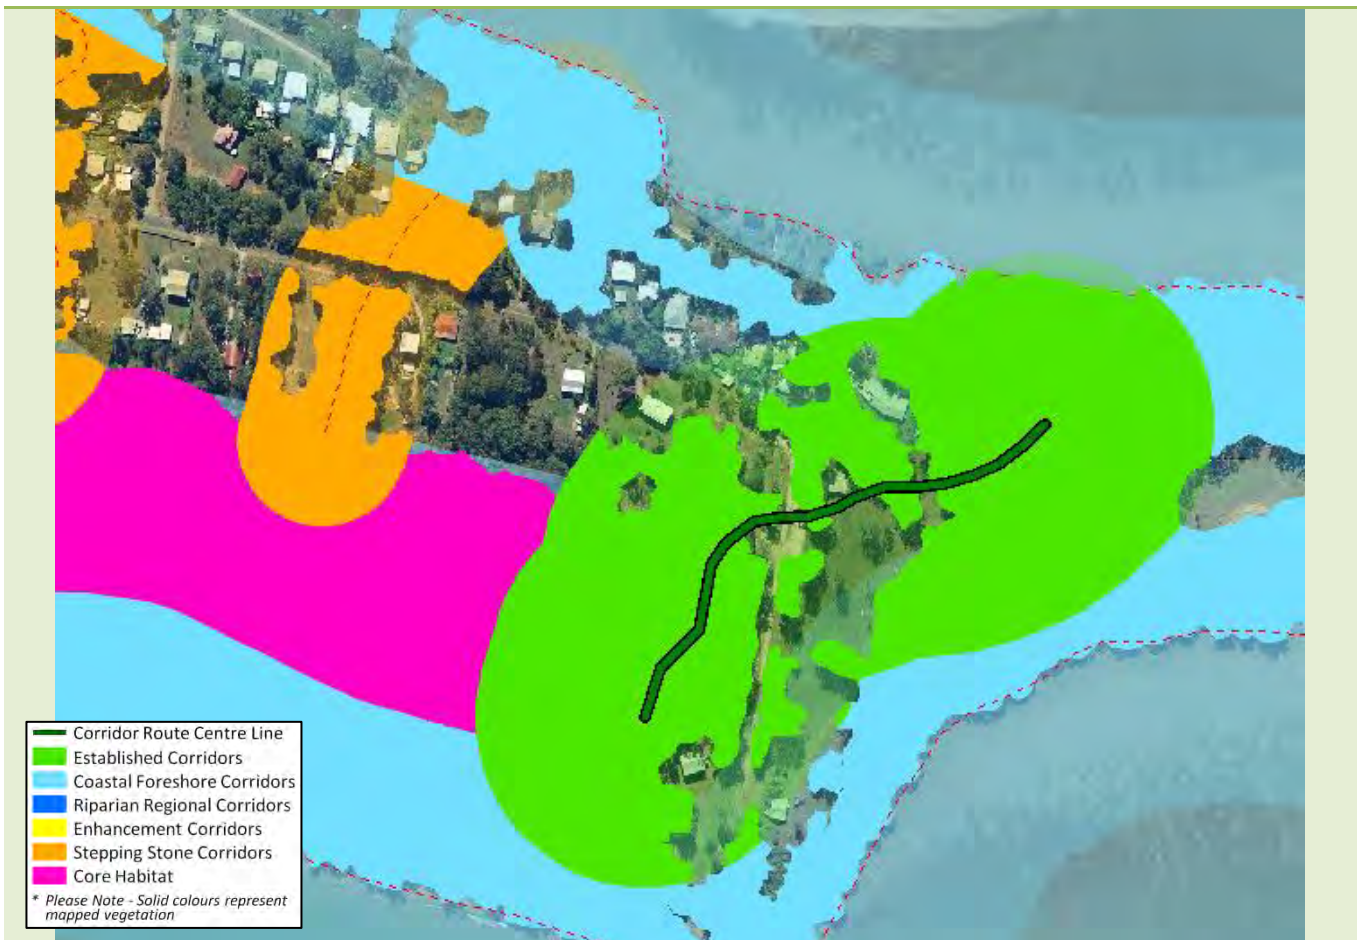 Corridor Route Centre Line
Established Corridors
Coastal Foreshore Corridors
Riparian Regional Corridors
Enhancement Corridors
Stepping Stone Corridors
Core Habitat
* Please Note - Solid colours represent
mapped vegetation